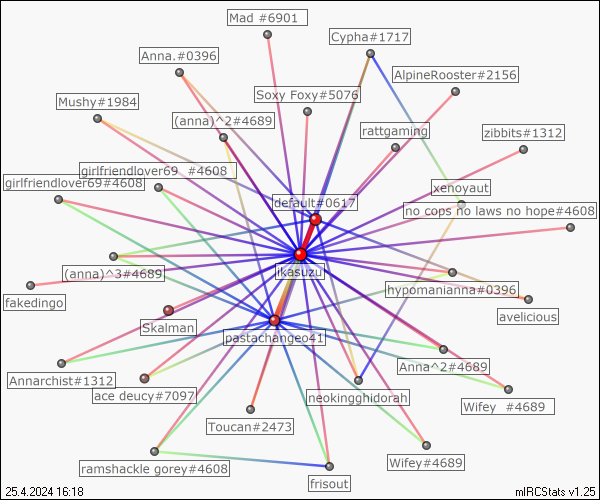 Mad #6901
Cypha#1717
Anna.#0396
AlpineRooster#2156
Soxy Foxy#5076
Mushy#1984
(anna)^2#4689
rattgaming
zibbits#1312
girlfriendlover69 #4608
girlfriendlover69#4608
xenoyaut
default#0617
no cops no laws no hope#4608
(anna)^3#4689
ikasuzu
hypomanianna#0396
fakedingo
avelicious
Skalman
pastachangeo41
Annarchist#1312
Anna^2#4689
ace deucy#7097
neokingghidorah
Wifey #4689
Toucan#2473
ramshackle gorey#4608
Wifey#4689
frisout
25.4.2024 16:18
mIRCStats v1.25